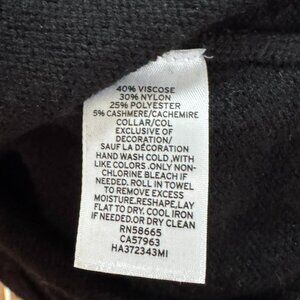 40% VISCOSE
30% NYLON
25% POLYESTER
5% CASHMERE/CACHEMIRE
COLLAR/COL
EXCLUSIVE OF
DECORATION/
SAUF LA DÉCORATION
HAND WASH COLD ,WITH
LIKE COLORS .ONLY NON-
CHLORINE BLEACH IF
NEEDED. ROLL IN TOWEL
TO REMOVE EXCESS
MOISTURE.RESHAPE,LAY
FLAT TO DRY. COOL IRON
IF NEEDED.OR DRY CLEAN
RN58665
CA57963
HA372343MI